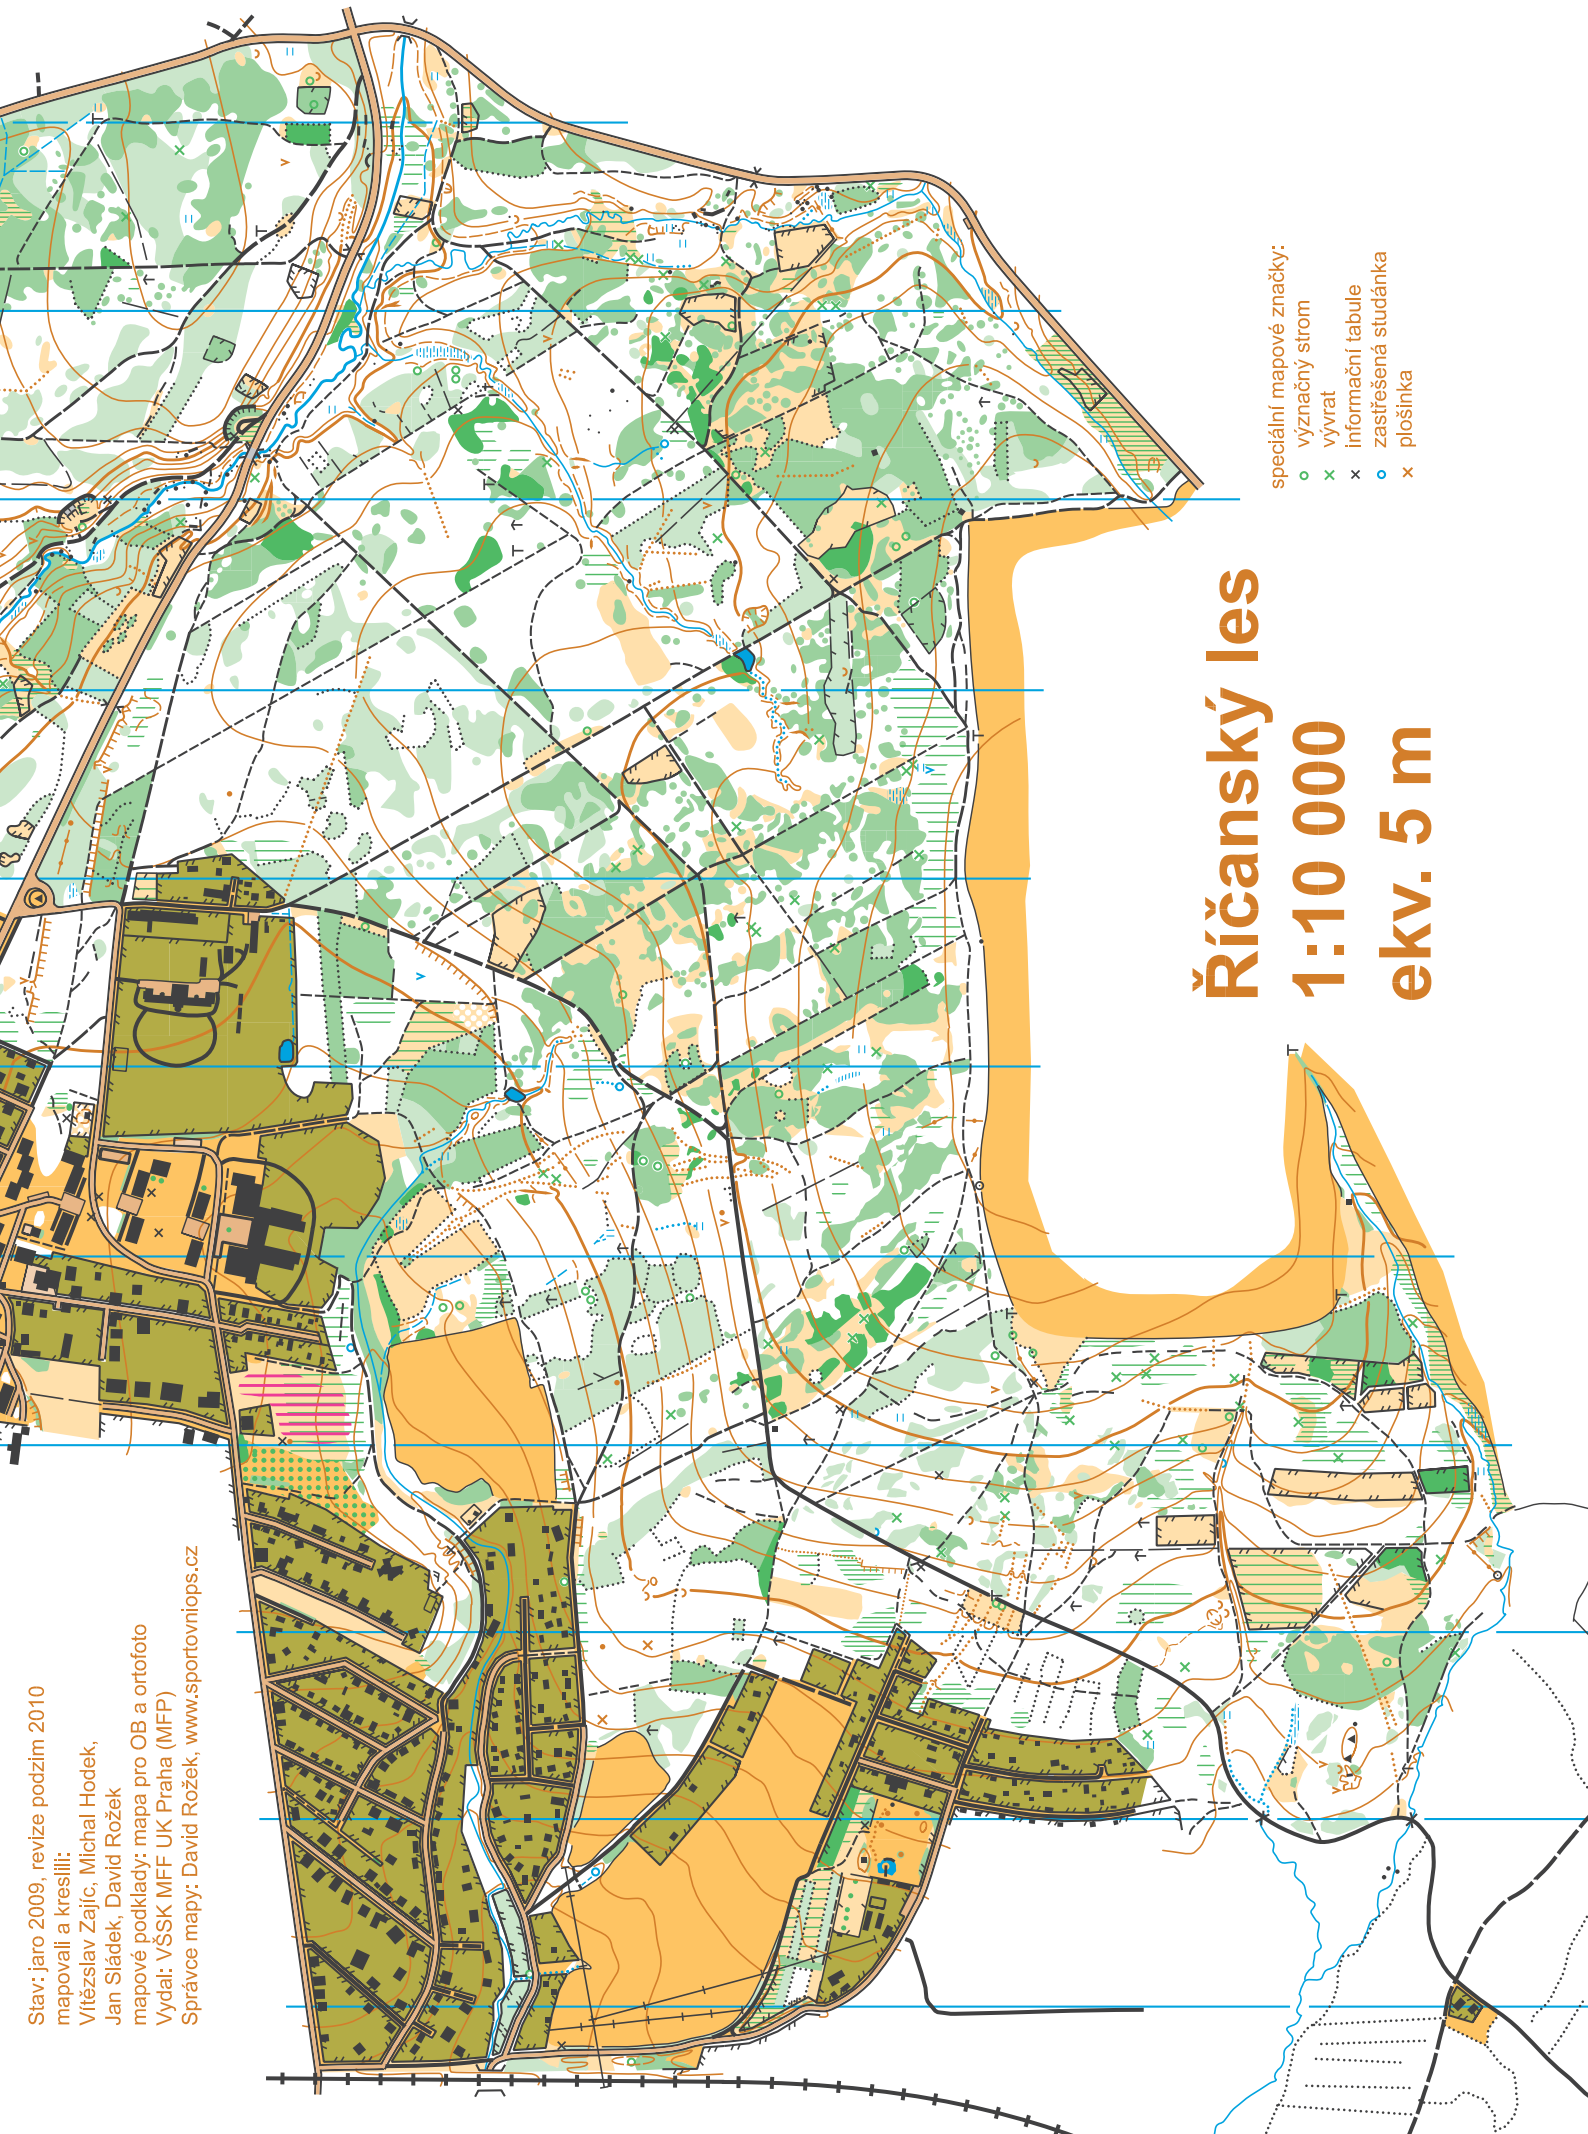 Říčanský les
1:10 000
ekv. 5 m
speciální mapové značky:
význačný strom
vývrat
informační tabule
zastřešená studánka
plošinka
Stav: jaro 2009, revize podzim 2010
mapovali a kreslili:
Vítězslav Zajíc, Michal Hodek,
Jan Sládek, David Rožek
mapové podklady: mapa pro OB a ortofoto
Vydal: VŠSK MFF UK Praha (MFP)
Správce mapy: David Rožek, www.sportovniops.cz